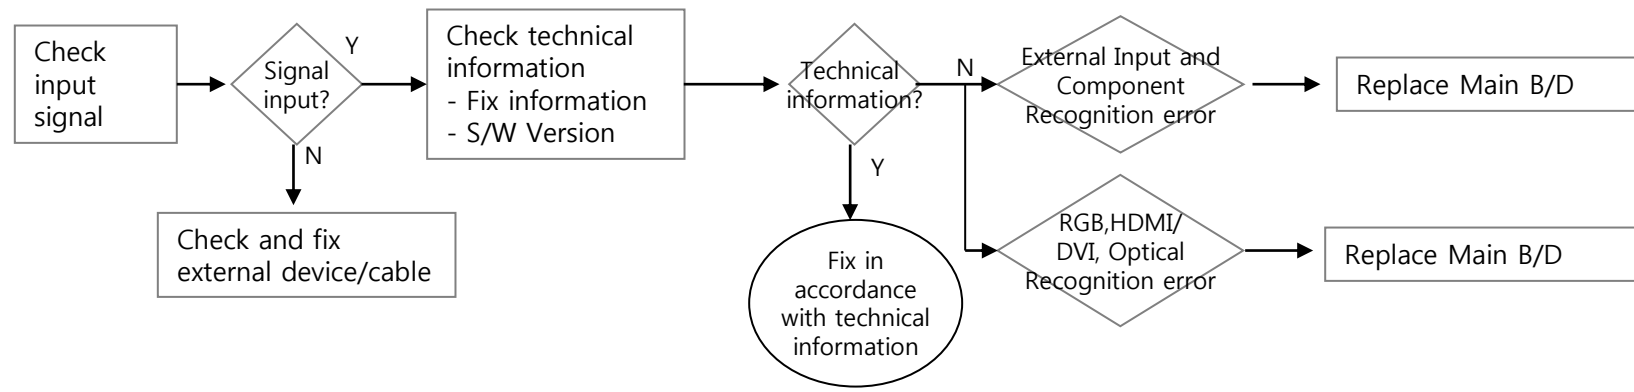 Check
input
signal
Signal
input?
Y
N
Check and fix
external device/cable
Check technical
information
- Fix information
- S/W Version
Technical
information?
N
Y
Fix in
accordance
with technical
information
External Input and
Component
Recognition error
Replace Main B/D
RGB,HDMI/
DVI, Optical
Recognition error
Replace Main B/D